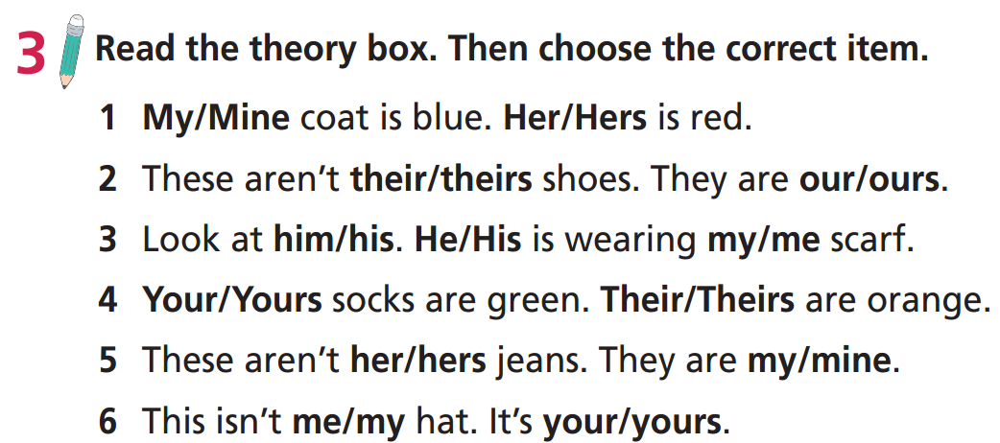 3 Read the theory box. Then choose the correct item.
1 My/Mine coat is blue. Her/Hers is red.
2 These aren’t their/theirs shoes. They are our/ours.
3 Look at him/his. He/His is wearing my/me scarf.
4 Your/Yours socks are green. Their/Theirs are orange.
5 These aren’t her/hers jeans. They are my/mine.
6 This isn’t me/my hat. It’s your/yours.